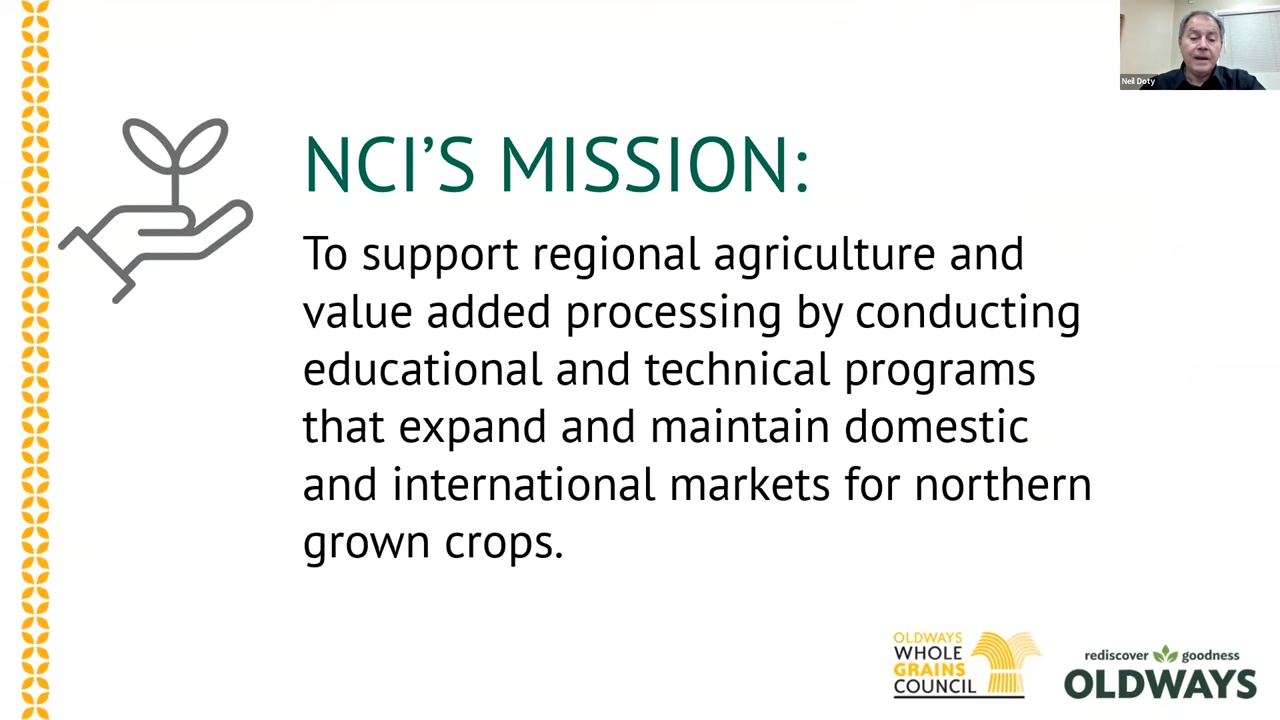 Neil Doty
NCI’S MISSION:
To support regional agriculture and
value added processing by conducting
educational and technical programs
that expand and maintain domestic
and international markets for northern
grown crops.
OLDWAYS
WHOLE
GRAINS
COUNCIL
rediscover goodness
OLDWAYS